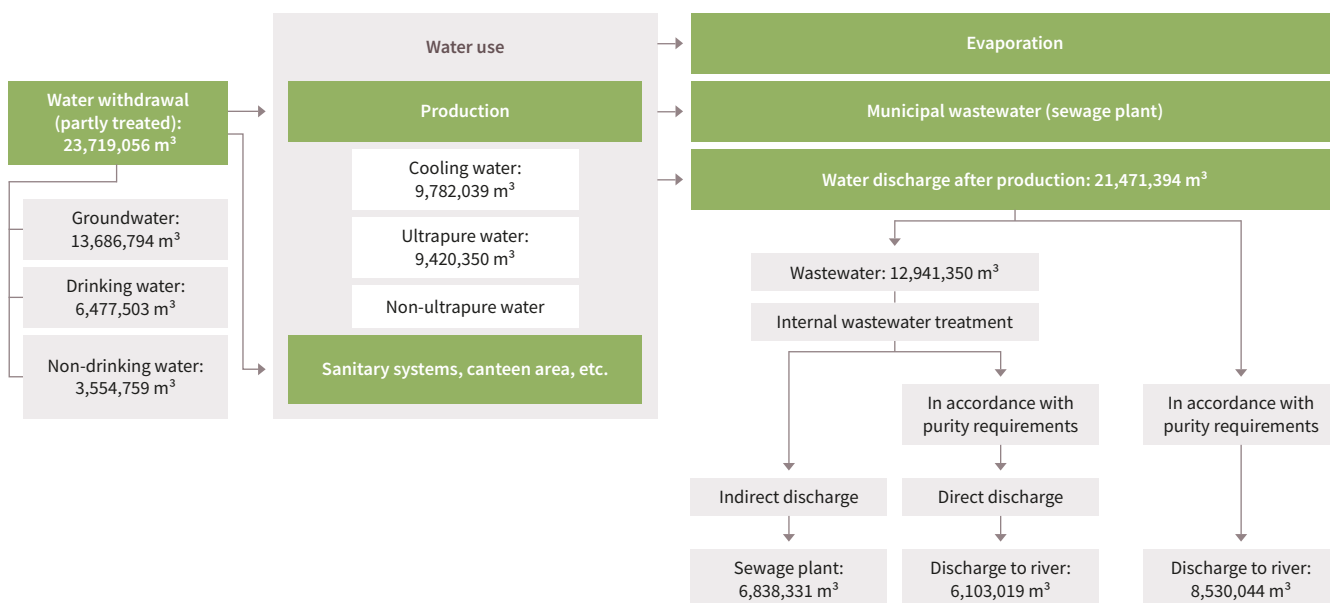 Water withdrawal
(partly treated):
23,719,056 m³
Groundwater:
13,686,794 m³
Drinking water:
6,477,503 m³
Non-drinking water:
3,554,759 m³
Water use
Production
Cooling water:
9,782,039 m³
Ultrapure water:
9,420,350 m³
Non-ultrapure water
Sanitary systems, canteen area, etc.
Evaporation
Municipal wastewater (sewage plant)
Water discharge after production: 21,471,394 m³
Wastewater: 12,941,350 m³
Internal wastewater treatment
In accordance with
purity requirements
In accordance with
purity requirements
Indirect discharge
Direct discharge
Sewage plant:
6,838,331 m³
Discharge to river:
6,103,019 m³
Discharge to river:
8,530,044 m³